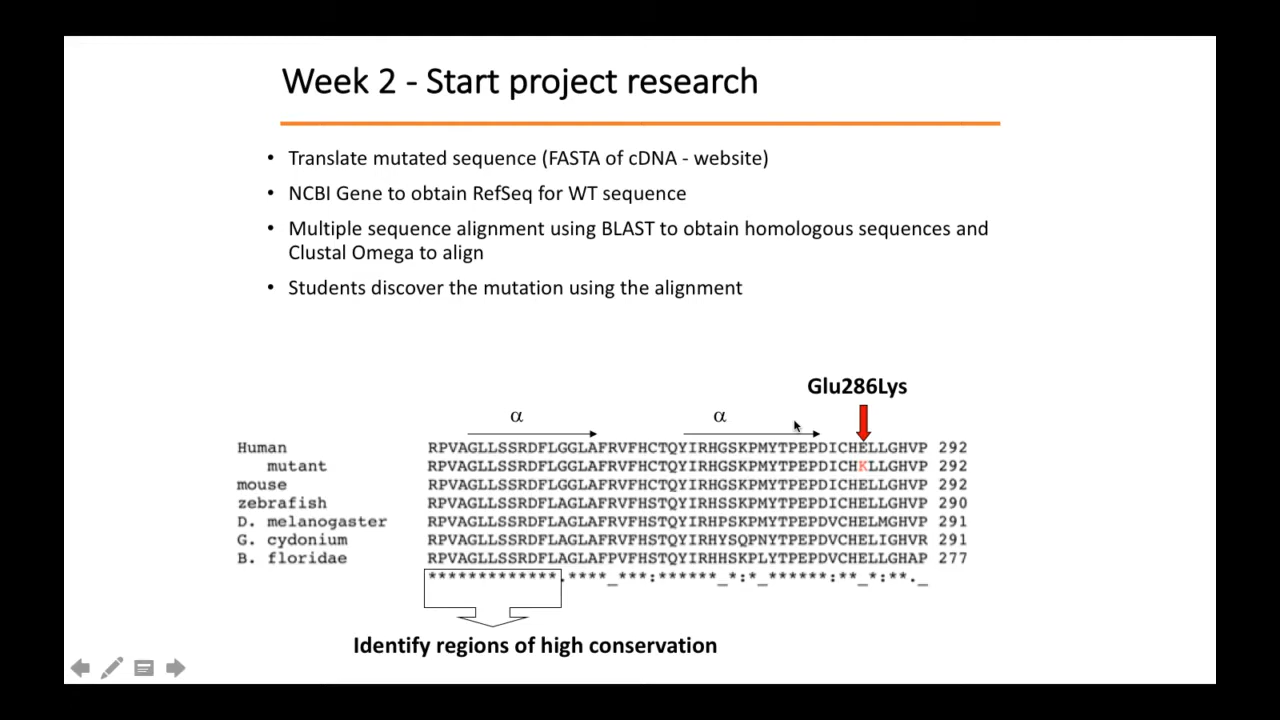 Week 2 - Start project research
• Translate mutated sequence (FASTA of cDNA - website)
• NCBI Gene to obtain RefSeq for WT sequence
• Multiple sequence alignment using BLAST to obtain homologous sequences and
Clustal Omega to align
• Students discover the mutation using the alignment
Glu286Lys
α α
Human RPVAGLLSSRDFLGGLAFRVFHCTQYIRHGSKPMYTPEPDICHELLGHVP 292
mutant RPVAGLLSSRDFLGGLAFRVFHCTQYIRHGSKPMYTPEPDICHKLLGHVP 292
mouse RPVAGLLSSRDFLGGLAFRVFHCTQYIRHGSKPMYTPEPDICHELLGHVP 292
zebrafish RPVAGLLSSRDFLAGLAFRVFHSTQYIRHSSKPMYTPEPDICHELLGHVP 290
D. melanogaster RPVAGLLSSRDFLAGLAFRVFHSTQYIRHPSKPMYTPEPDVCHELMGHVP 291
G. cydonium RPVAGLLSSRDFLAGLAFRVFHSTQYIRHYSQPNYTPEPDVCHELIGHVR 291
B. floridae RPVAGLLSSRDFLAGLAFPVFHSTQYIRHHSKPLYTPEPDVCHELLGHAP 277
*************.****_***:******_*:*_******:**_*:**._
Identify regions of high conservation